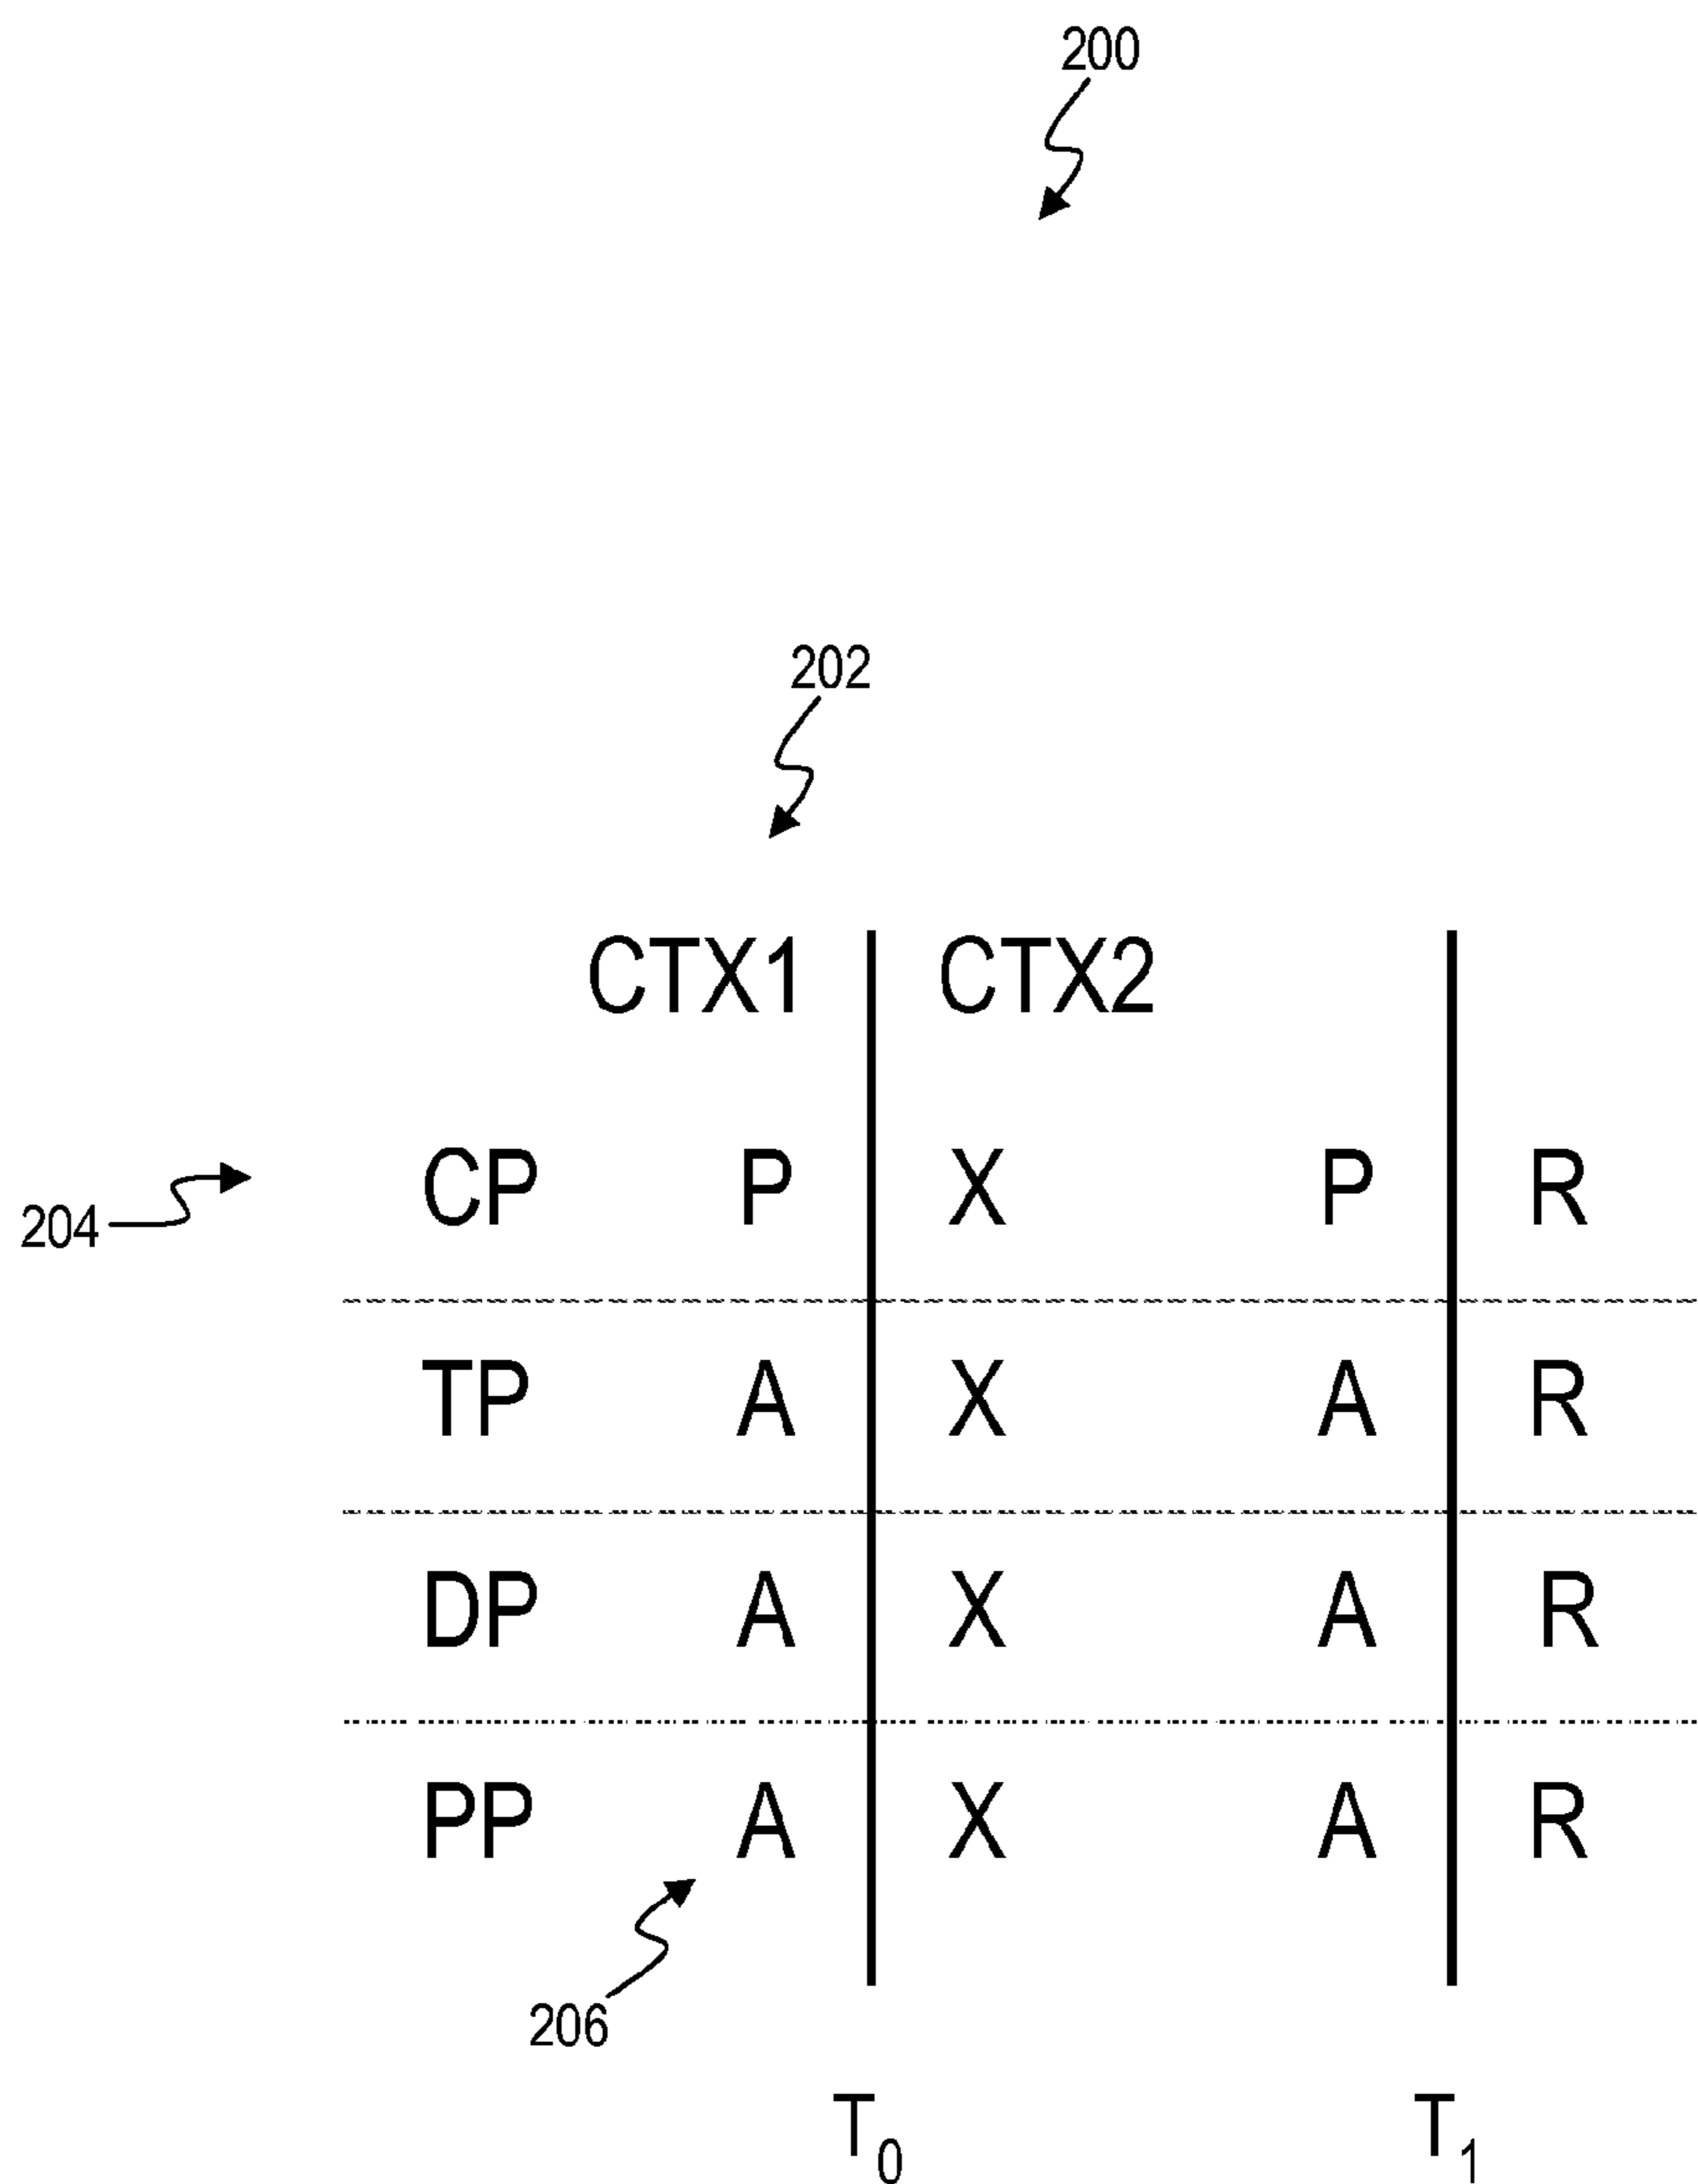 200
202
CTX1 CTX2
204 CP P X P R
TP A X A R
DP A X A R
PP A X A R
206
T0 T1